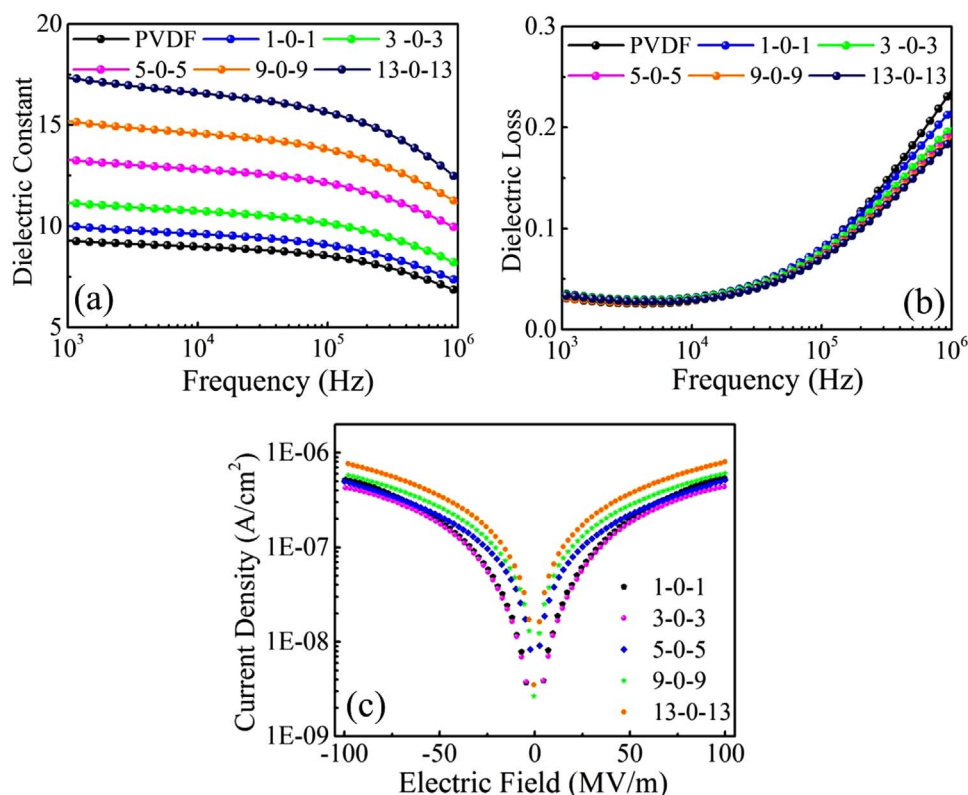 20
15
10
5
Dielectric Constant
PVDF 1-0-1 3 -0-3
5-0-5 9-0-9 13-0-13
(a)
10³ 10⁴ 10⁵ 10⁶
Frequency (Hz)
0.3
0.2
0.1
0.0
Dielectric Loss
PVDF 1-0-1 3 -0-3
5-0-5 9-0-9 13-0-13
(b)
10³ 10⁴ 10⁵ 10⁶
Frequency (Hz)
1E-06
1E-07
1E-08
1E-09
Current Density (A/cm²)
1-0-1
3-0-3
5-0-5
9-0-9
13-0-13
(c)
-100 -50 0 50 100
Electric Field (MV/m)